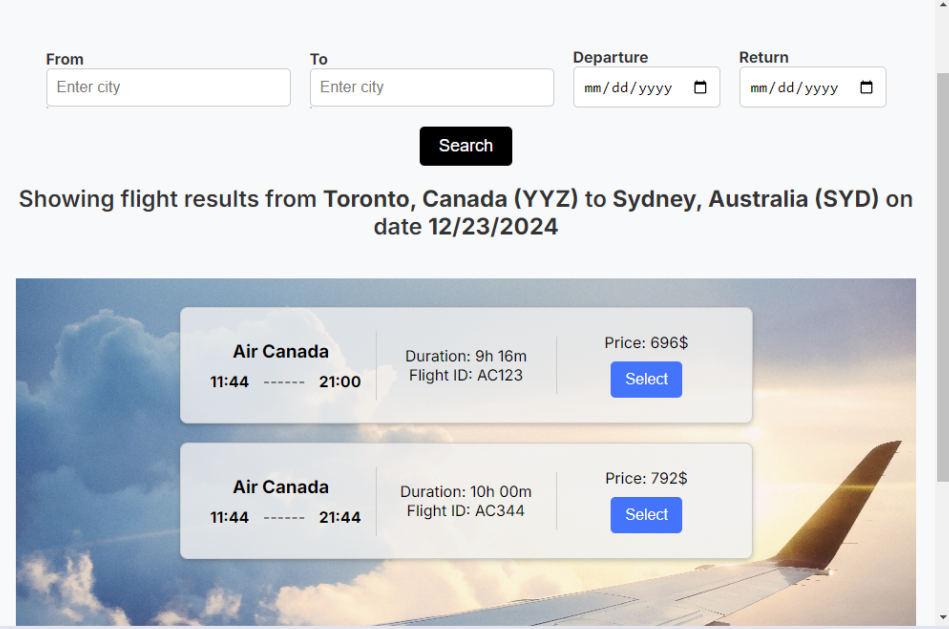 From To Departure Return
Enter city Enter city mm/dd/yyyy mm/dd/yyyy
Search
Showing flight results from Toronto, Canada (YYZ) to Sydney, Australia (SYD) on
date 12/23/2024
Air Canada
11:44 ------ 21:00
Duration: 9h 16m
Flight ID: AC123
Price: 696$
Select
Air Canada
11:44 ------ 21:44
Duration: 10h 00m
Flight ID: AC344
Price: 792$
Select